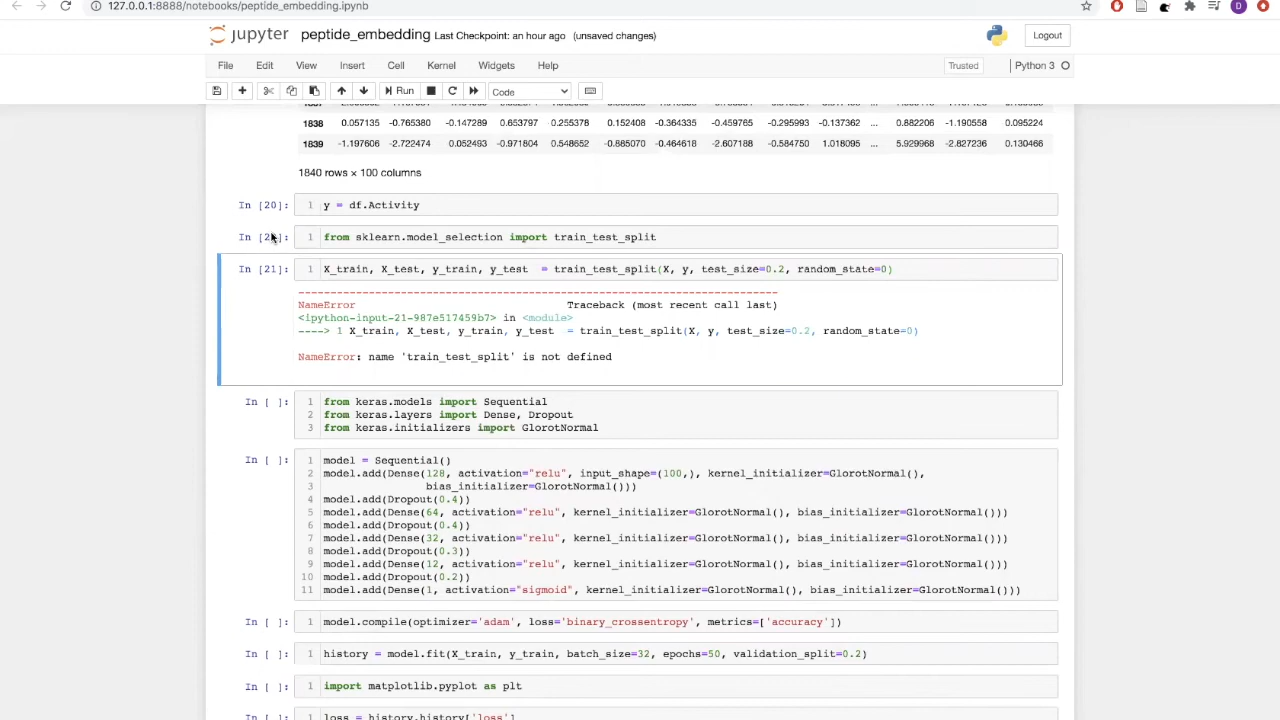 127.0.0.1:8888/notebooks/peptide_embedding.ipynb
D
jupyter peptide_embedding Last Checkpoint: an hour ago (unsaved changes) Logout
File Edit View Insert Cell Kernel Widgets Help Trusted Python 3
Run Code
1838 0.057135 -0.765380 -0.147289 0.653797 0.255378 0.152408 -0.364335 -0.459765 -0.295993 -0.137362 ... 0.882206 -1.190558 0.095224
1839 -1.197606 -2.722474 0.052493 -0.971804 0.548652 -0.885070 -0.464618 -2.607188 -0.584750 1.018095 ... 5.929968 -2.827236 0.130466
1840 rows × 100 columns
In [20]: 1 y = df.Activity
In [2 ]: 1 from sklearn.model_selection import train_test_split
In [21]: 1 X_train, X_test, y_train, y_test = train_test_split(X, y, test_size=0.2, random_state=0)
---------------------------------------------------------------------------
NameError Traceback (most recent call last)
<ipython-input-21-987e517459b7> in <module>
----> 1 X_train, X_test, y_train, y_test = train_test_split(X, y, test_size=0.2, random_state=0)
NameError: name 'train_test_split' is not defined
In [ ]: 1 from keras.models import Sequential
2 from keras.layers import Dense, Dropout
3 from keras.initializers import GlorotNormal
In [ ]: 1 model = Sequential()
2 model.add(Dense(128, activation="relu", input_shape=(100,), kernel_initializer=GlorotNormal(),
3 bias_initializer=GlorotNormal()))
4 model.add(Dropout(0.4))
5 model.add(Dense(64, activation="relu", kernel_initializer=GlorotNormal(), bias_initializer=GlorotNormal()))
6 model.add(Dropout(0.4))
7 model.add(Dense(32, activation="relu", kernel_initializer=GlorotNormal(), bias_initializer=GlorotNormal()))
8 model.add(Dropout(0.3))
9 model.add(Dense(12, activation="relu", kernel_initializer=GlorotNormal(), bias_initializer=GlorotNormal()))
10 model.add(Dropout(0.2))
11 model.add(Dense(1, activation="sigmoid", kernel_initializer=GlorotNormal(), bias_initializer=GlorotNormal()))
In [ ]: 1 model.compile(optimizer='adam', loss='binary_crossentropy', metrics=['accuracy'])
In [ ]: 1 history = model.fit(X_train, y_train, batch_size=32, epochs=50, validation_split=0.2)
In [ ]: 1 import matplotlib.pyplot as plt
In [ ]: 1 loss = history.history['loss']